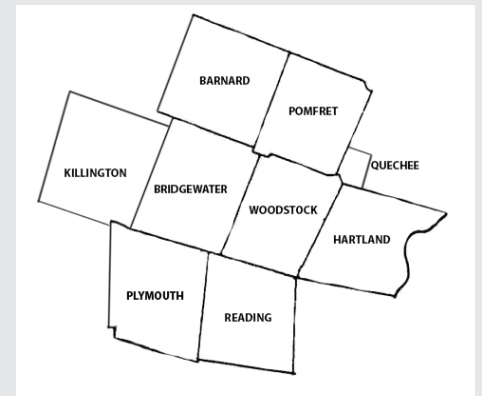 BARNARD
POMFRET
QUECHEE
KILLINGTON
BRIDGEWATER
WOODSTOCK
HARTLAND
PLYMOUTH
READING